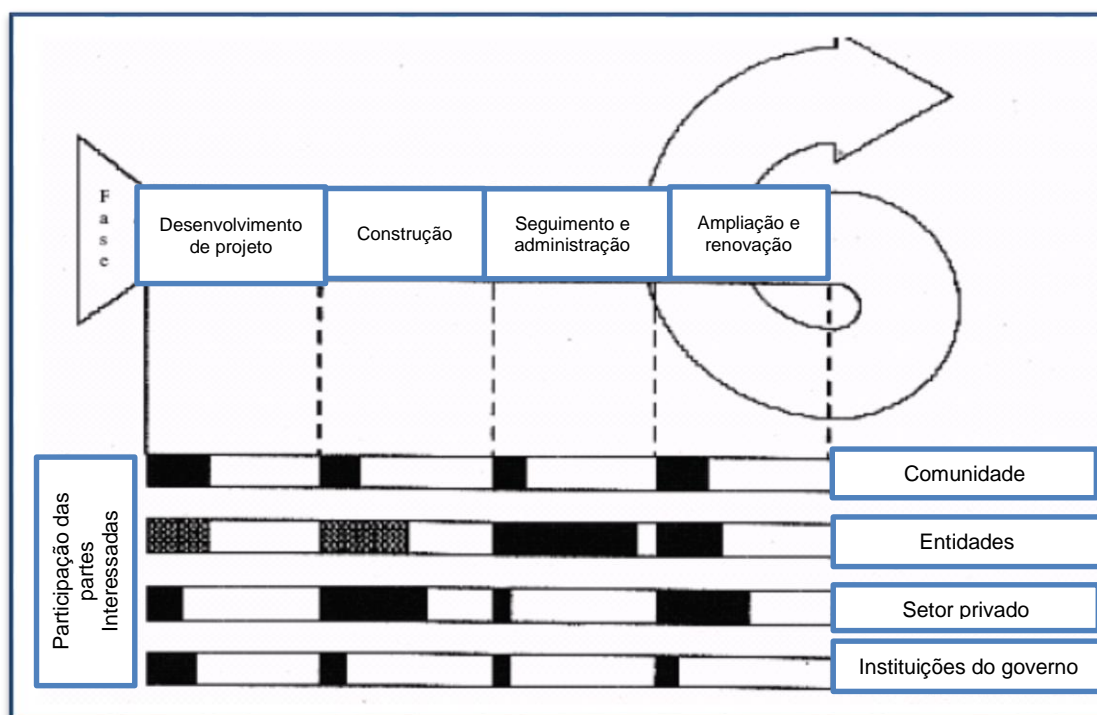 Fase
Desenvolvimento
de projeto
Construção
Seguimento e
administração
Ampliação e
renovação
Participação das
partes
Interessadas
Comunidade
Entidades
Setor privado
Instituições do governo